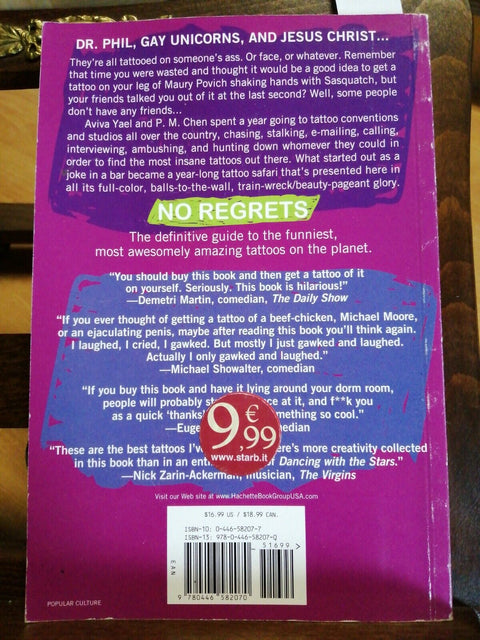 DR. PHIL, GAY UNICORNS, AND JESUS CHRIST...
They're all tattooed on someone's ass. Or face, or whatever. Remember
that time you were wasted and thought it would be a good idea to get a
tattoo on your leg of Maury Povich shaking hands with Sasquatch, but
your friends talked you out of it at the last second? Well, some people
don't have any friends...
Aviva Yael and P. M. Chen spent a year going to tattoo conventions
and studios all over the country, chasing, stalking, e-mailing, calling,
interviewing, ambushing, and hunting down whomever they could in
order to find the most insane tattoos out there. What started out as a
joke in a bar became a year-long tattoo safari that's presented here in
all its full-color, balls-to-the-wall, train-wreck/beauty-pageant glory.
NO REGRETS
The definitive guide to the funniest,
most awesomely amazing tattoos on the planet.
"You should buy this book and then get a tattoo of it
on yourself. Seriously. This book is hilarious!"
—Demetri Martin, comedian, The Daily Show
"If you ever thought of getting a tattoo of a beef-chicken, Michael Moore,
or an ejaculating penis, maybe after reading this book you'll think again.
I laughed, I cried, I gawked. But mostly I just gawked and laughed.
Actually I only gawked and laughed."
—Michael Showalter, comedian
"If you buy this book and have it lying around your dorm room,
people will probably at it, and f**k you
as a quick 'thanks' so cool."
9 €,99
www.starb.it
"These are the best tattoos more creativity collected
in this book than in an of Dancing with the Stars."
—Nick Zarin-Ackerman, musician, The Virgins
Visit our Web site at www.HachetteBookGroupUSA.com
$16.99 US / $18.99 CAN.
ISBN-10: 0-446-58207-7
ISBN-13: 978-0-446-58207-0
51699
EAN
9 780446 582070
POPULAR CULTURE